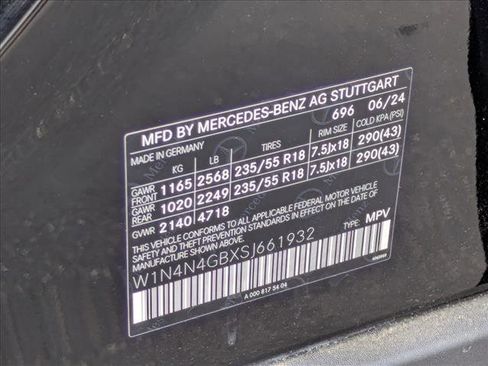 MFD BY MERCEDES-BENZ AG STUTTGART
MADE IN GERMANY 696 06/24
KG LB TIRES RIM SIZE COLD KPA (PSI)
GAWR FRONT 1165 2568 235/55 R18 7.5Jx18 290(43)
GAWR REAR 1020 2249 235/55 R18 7.5Jx18 290(43)
GVWR 2140 4718
THIS VEHICLE CONFORMS TO ALL APPLICABLE FEDERAL MOTOR VEHICLE
SAFETY AND THEFT PREVENTION STANDARDS IN EFFECT ON THE DATE OF
MANUFACTURE SHOWN ABOVE.
W1N4N4GBXSJ661932 TYPE: MPV
A 000 817 54 04